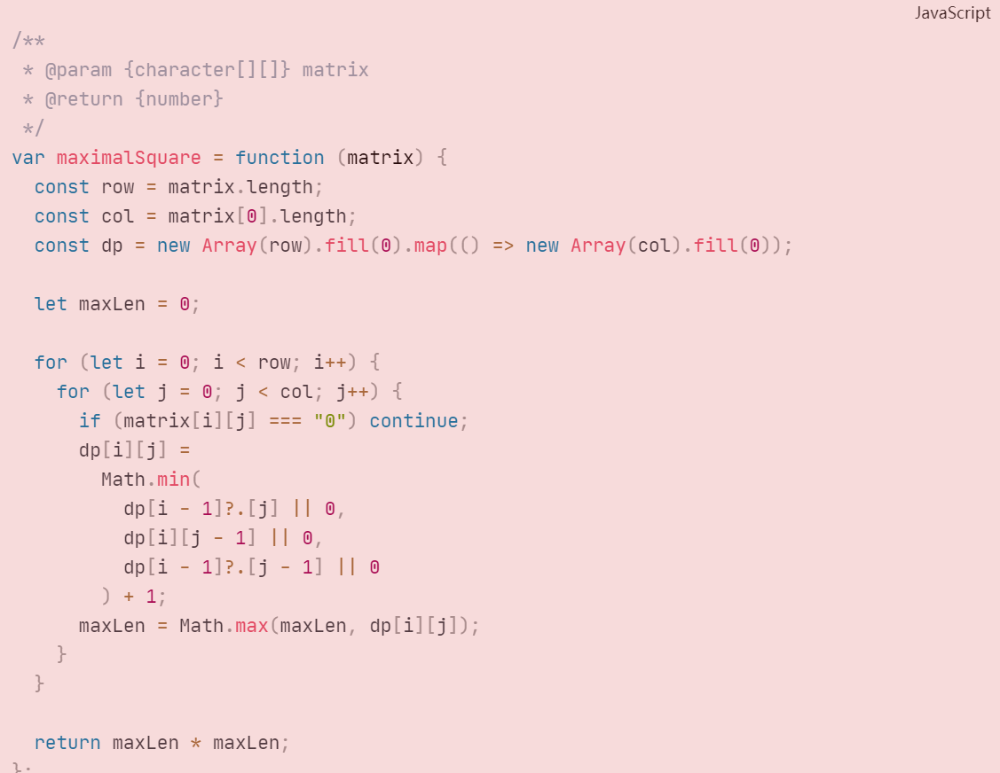 JavaScript
/**
 * @param {character[][]} matrix
 * @return {number}
 */
var maximalSquare = function (matrix) {
  const row = matrix.length;
  const col = matrix[0].length;
  const dp = new Array(row).fill(0).map(() => new Array(col).fill(0));

  let maxLen = 0;

  for (let i = 0; i < row; i++) {
    for (let j = 0; j < col; j++) {
      if (matrix[i][j] === "0") continue;
      dp[i][j] =
        Math.min(
          dp[i - 1]?.[j] || 0,
          dp[i][j - 1] || 0,
          dp[i - 1]?.[j - 1] || 0
        ) + 1;
      maxLen = Math.max(maxLen, dp[i][j]);
    }
  }

  return maxLen * maxLen;
};